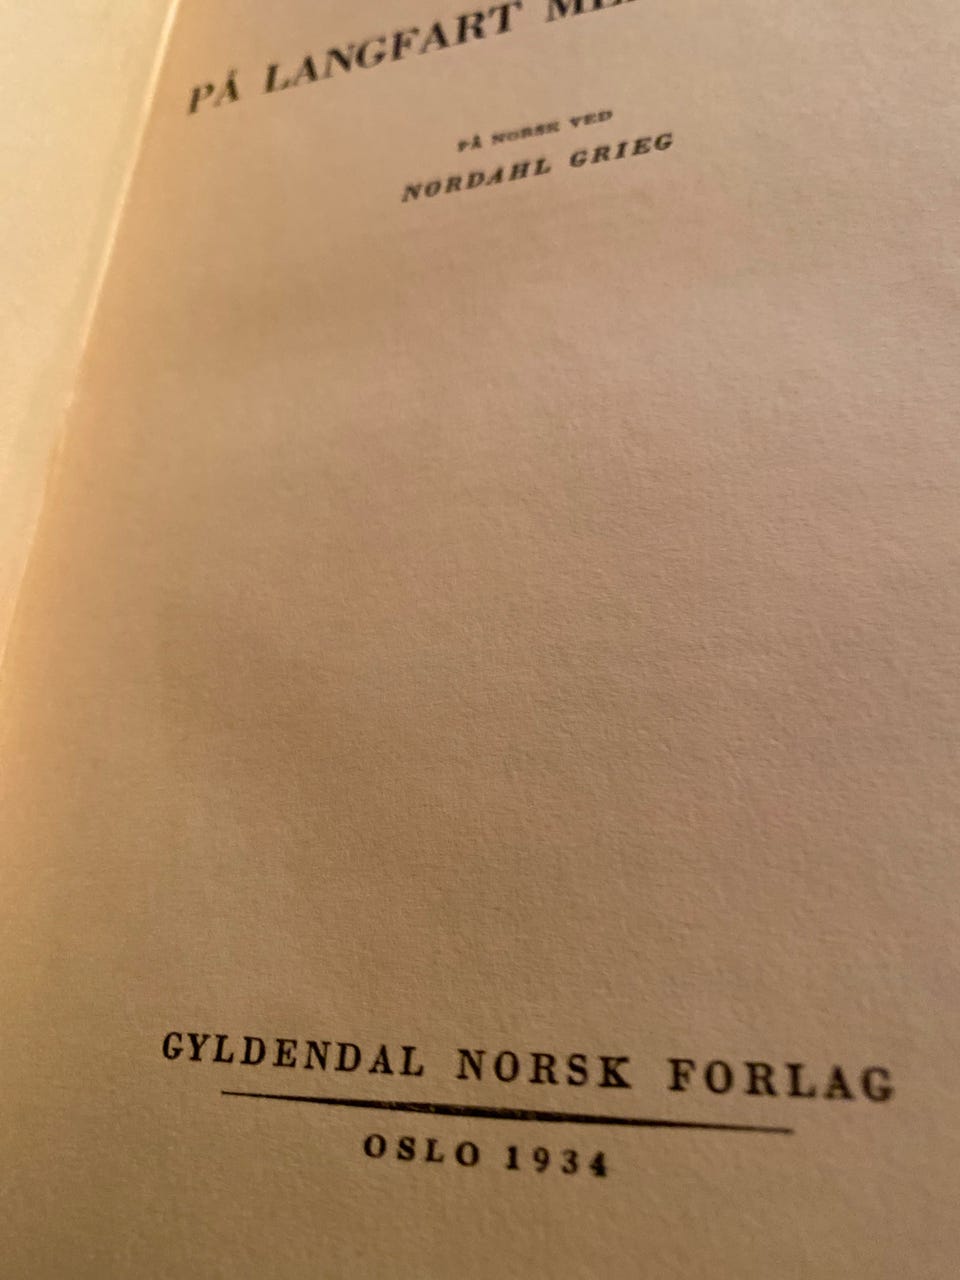 PÅ LANGFART
PÅ NORSK VED
NORDAHL GRIEG
GYLDENDAL NORSK FORLAG
OSLO 1934